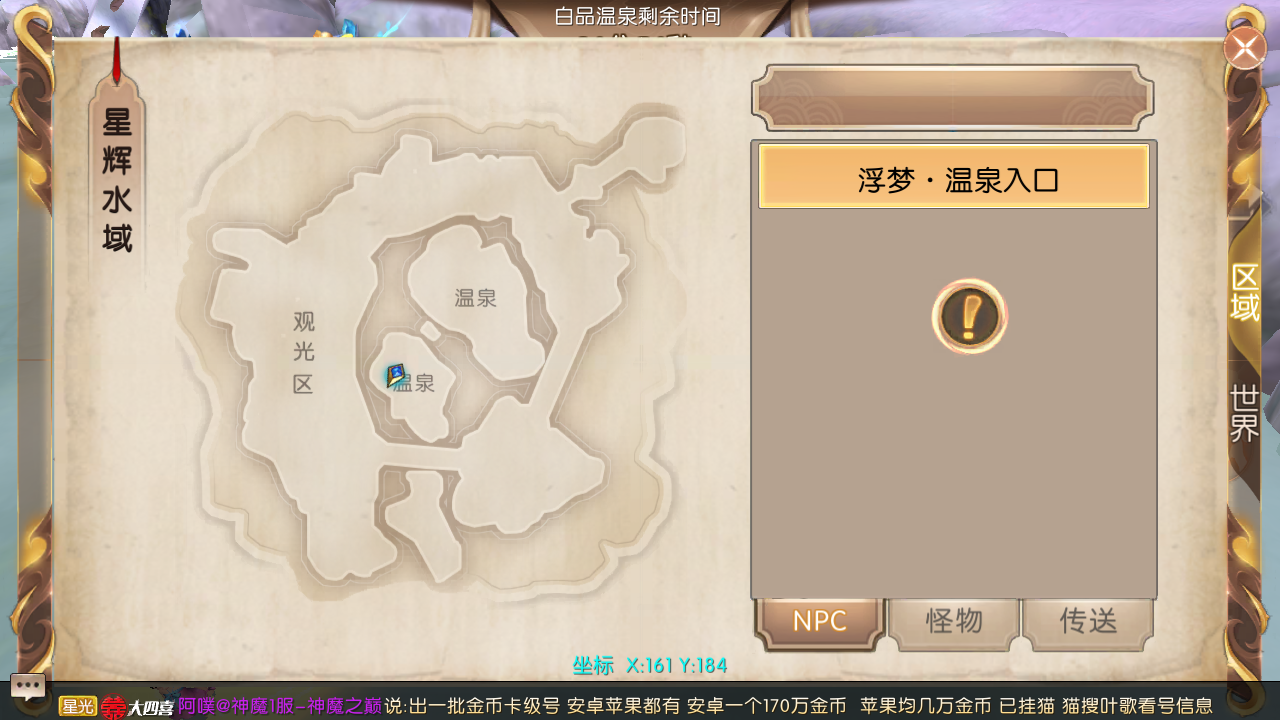 白品温泉剩余时间
星辉水域
浮梦·温泉入口
温泉
观光区
温泉
区域
世界
NPC
怪物
传送
坐标 X:161 Y:184
星光 大四喜 阿噗@神魔1服-神魔之巅说:出一批金币卡级号 安卓苹果都有 安卓一个170万金币 苹果均几万金币 已挂猫 猫搜叶歌看号信息